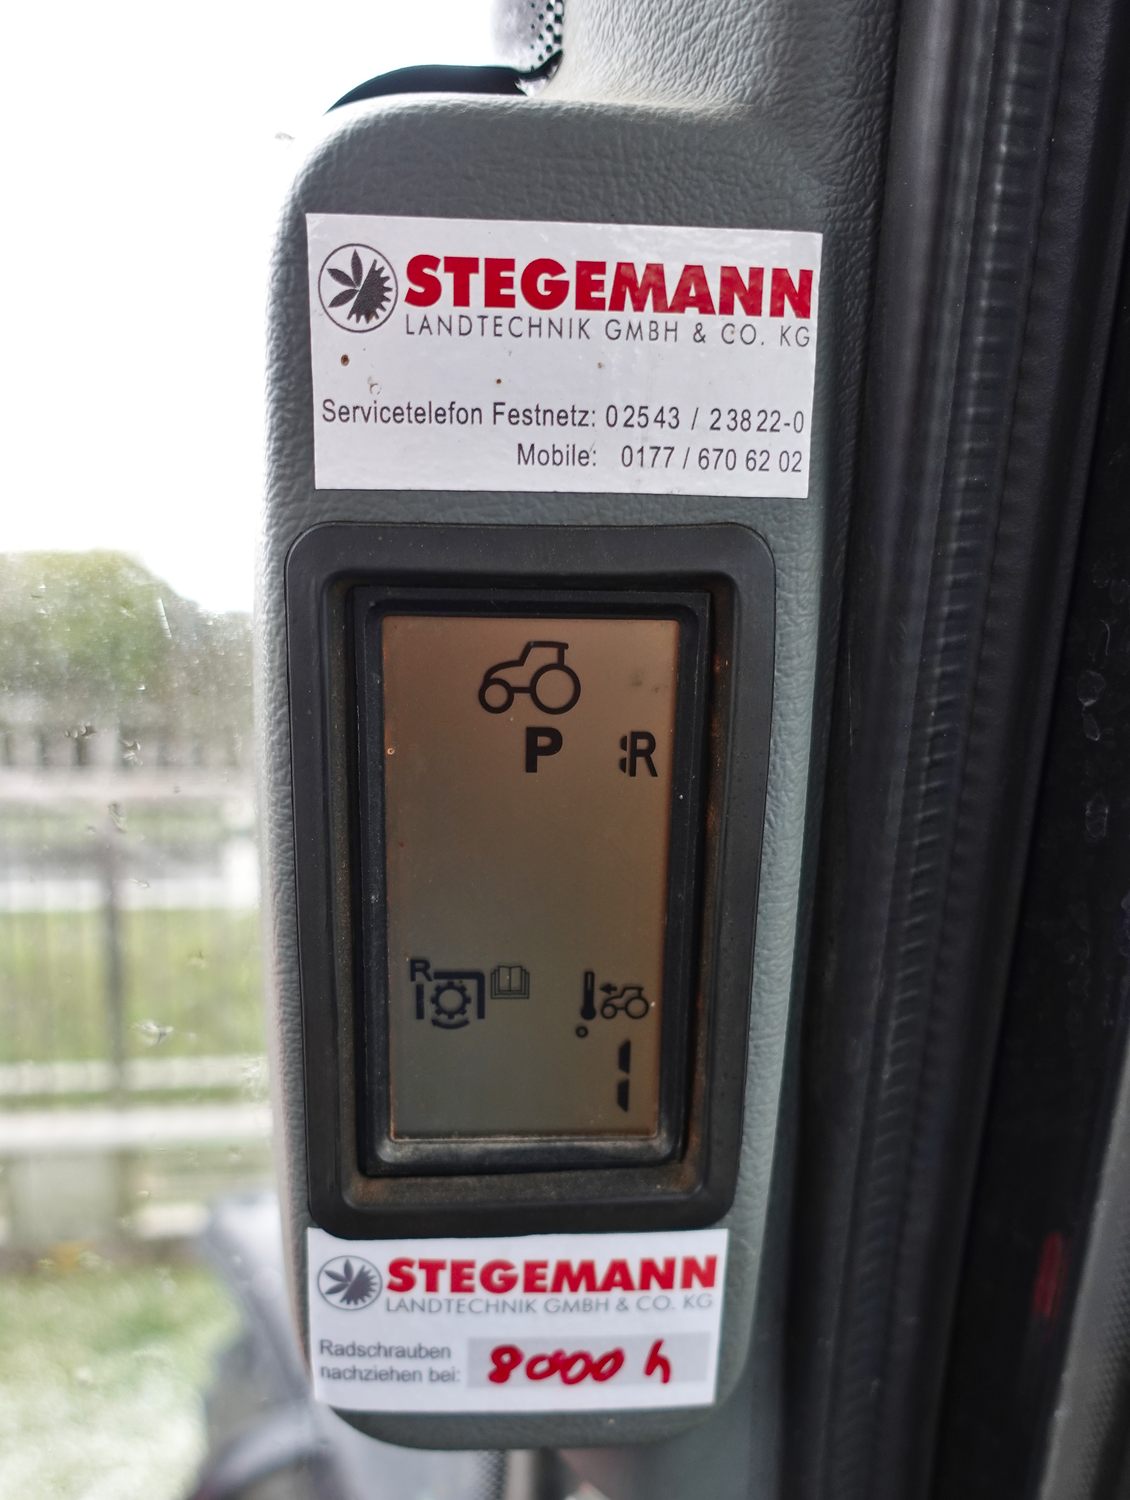 STEGEMANN
LANDTECHNIK GMBH & CO. KG
Servicetelefon Festnetz: 02543 / 23822-0
Mobile: 0177 / 670 62 02
P R
R
1
STEGEMANN
LANDTECHNIK GMBH & CO. KG
Radschrauben
nachziehen bei: 8000 h